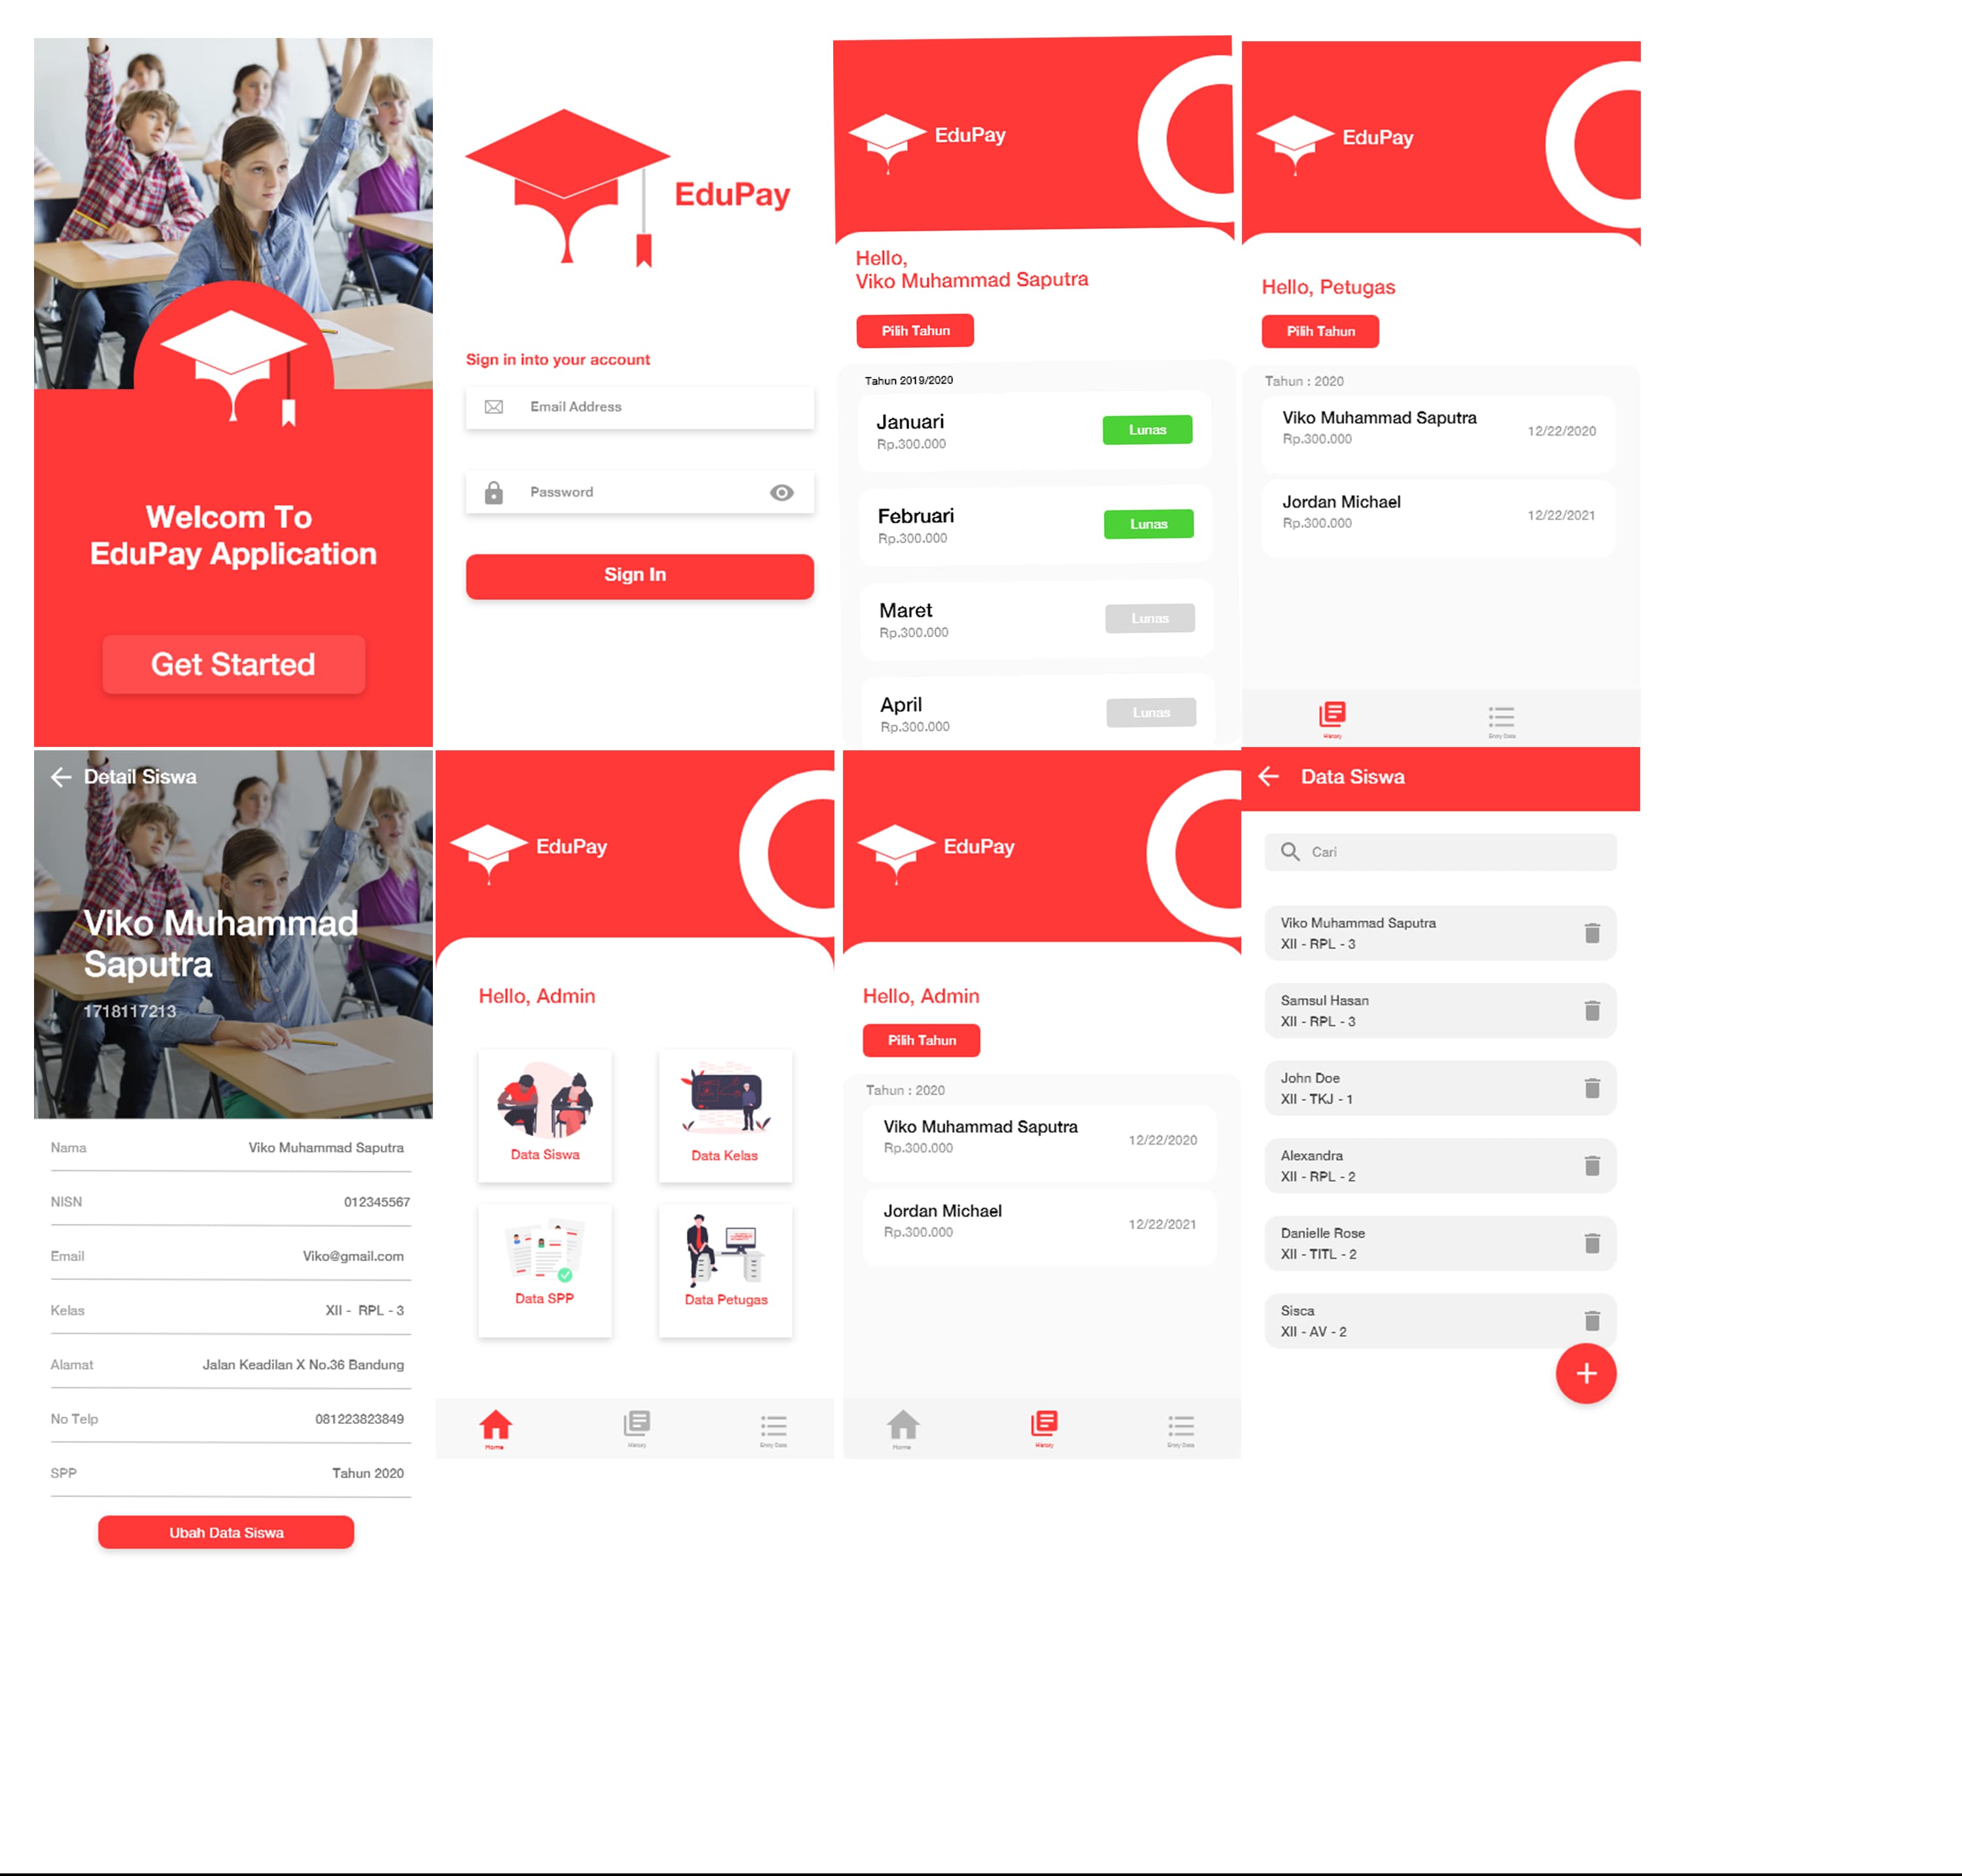 Welcom To
EduPay Application
Get Started
EduPay
Sign in into your account
Email Address
Password
Sign In
EduPay
Hello,
Viko Muhammad Saputra
Pilih Tahun
Tahun 2019/2020
Januari
Rp.300.000
Lunas
Februari
Rp.300.000
Lunas
Maret
Rp.300.000
Lunas
April
Rp.300.000
Lunas
EduPay
Hello, Petugas
Pilih Tahun
Tahun : 2020
Viko Muhammad Saputra
Rp.300.000
12/22/2020
Jordan Michael
Rp.300.000
12/22/2021
History
Entry Data
Detail Siswa
Viko Muhammad
Saputra
1718117213
Nama Viko Muhammad Saputra
NISN 012345567
Email Viko@gmail.com
Kelas XII - RPL - 3
Alamat Jalan Keadilan X No.36 Bandung
No Telp 081223823849
SPP Tahun 2020
Ubah Data Siswa
EduPay
Hello, Admin
Data Siswa
Data Kelas
Data SPP
Data Petugas
Home
History
Entry Data
EduPay
Hello, Admin
Pilih Tahun
Tahun : 2020
Viko Muhammad Saputra
Rp.300.000
12/22/2020
Jordan Michael
Rp.300.000
12/22/2021
Home
History
Entry Data
Data Siswa
Cari
Viko Muhammad Saputra
XII - RPL - 3
Samsul Hasan
XII - RPL - 3
John Doe
XII - TKJ - 1
Alexandra
XII - RPL - 2
Danielle Rose
XII - TITL - 2
Sisca
XII - AV - 2